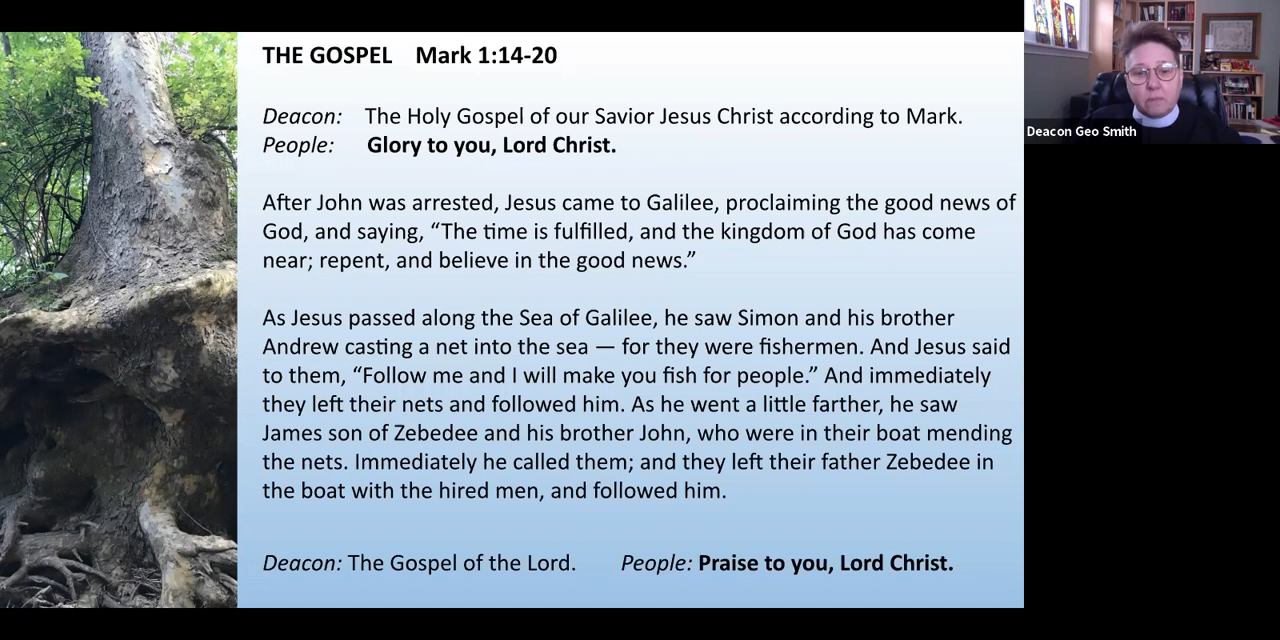 THE GOSPEL Mark 1:14-20
Deacon: The Holy Gospel of our Savior Jesus Christ according to Mark.
People: Glory to you, Lord Christ.
After John was arrested, Jesus came to Galilee, proclaiming the good news of
God, and saying, “The time is fulfilled, and the kingdom of God has come
near; repent, and believe in the good news.”
As Jesus passed along the Sea of Galilee, he saw Simon and his brother
Andrew casting a net into the sea — for they were fishermen. And Jesus said
to them, “Follow me and I will make you fish for people.” And immediately
they left their nets and followed him. As he went a little farther, he saw
James son of Zebedee and his brother John, who were in their boat mending
the nets. Immediately he called them; and they left their father Zebedee in
the boat with the hired men, and followed him.
Deacon: The Gospel of the Lord. People: Praise to you, Lord Christ.
Deacon Geo Smith